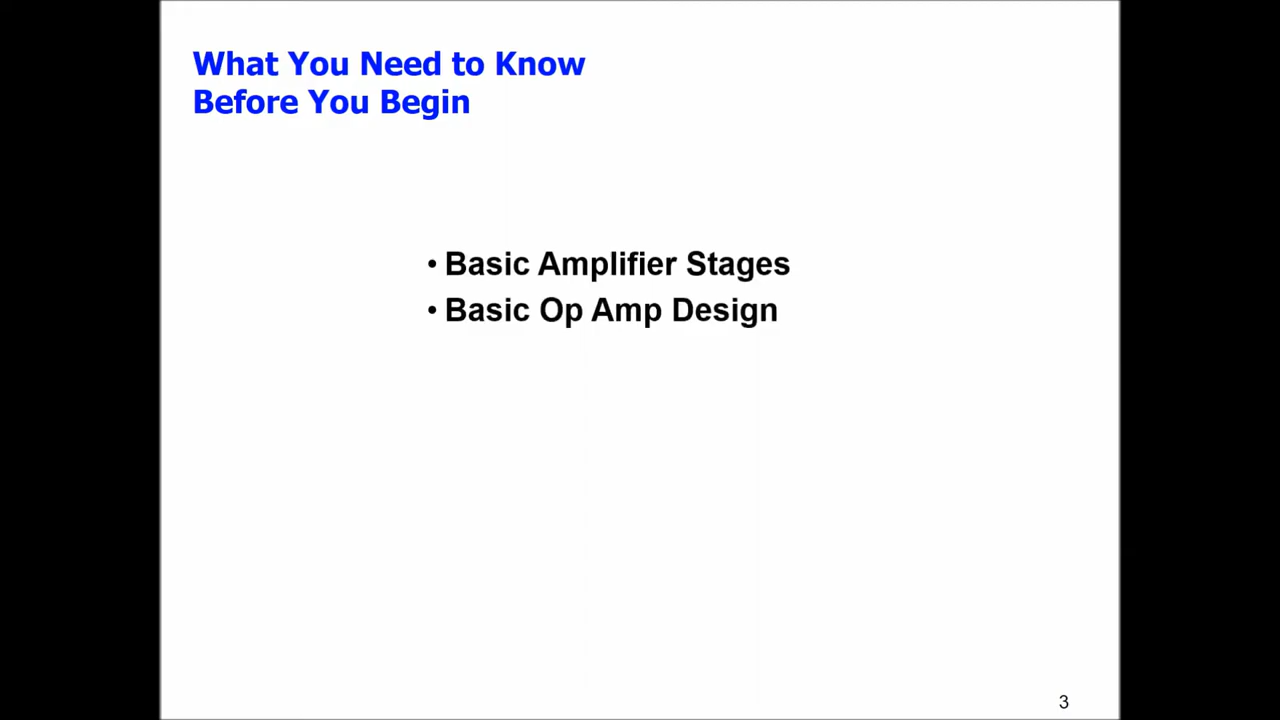 What You Need to Know
Before You Begin
• Basic Amplifier Stages
• Basic Op Amp Design
3